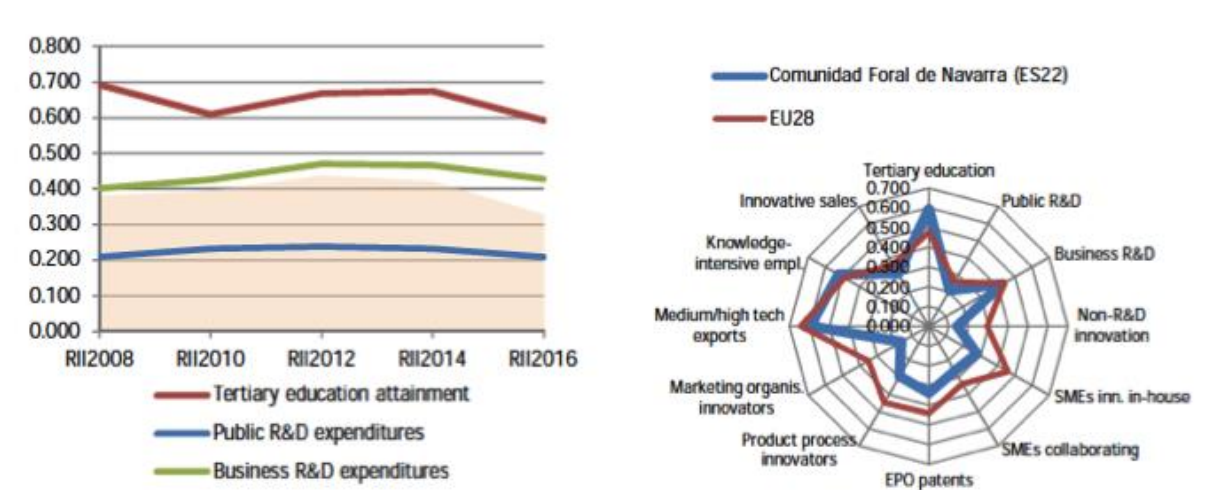 0.800
0.700
0.600
0.500
0.400
0.300
0.200
0.100
0.000
RII2008 RII2010 RII2012 RII2014 RII2016
Tertiary education attainment
Public R&D expenditures
Business R&D expenditures
Comunidad Foral de Navarra (ES22)
EU28
Tertiary education
Public R&D
Business R&D
Non-R&D
innovation
SMEs inn. in-house
SMEs collaborating
EPO patents
Product process
innovators
Marketing organis.
innovators
Medium/high tech
exports
Knowledge-
intensive empl.
Innovative sales
0.700
0.600
0.500
0.400
0.300
0.200
0.100
0.000